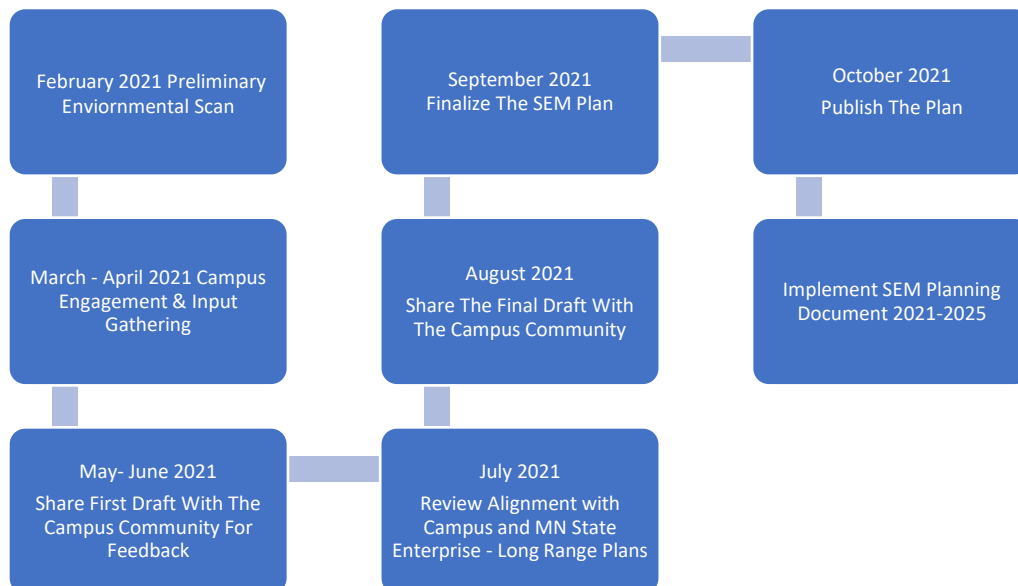 February 2021 Preliminary
Enviornmental Scan
March - April 2021 Campus
Engagement & Input
Gathering
May- June 2021
Share First Draft With The
Campus Community For
Feedback
July 2021
Review Alignment with
Campus and MN State
Enterprise - Long Range Plans
August 2021
Share The Final Draft With
The Campus Community
September 2021
Finalize The SEM Plan
October 2021
Publish The Plan
Implement SEM Planning
Document 2021-2025